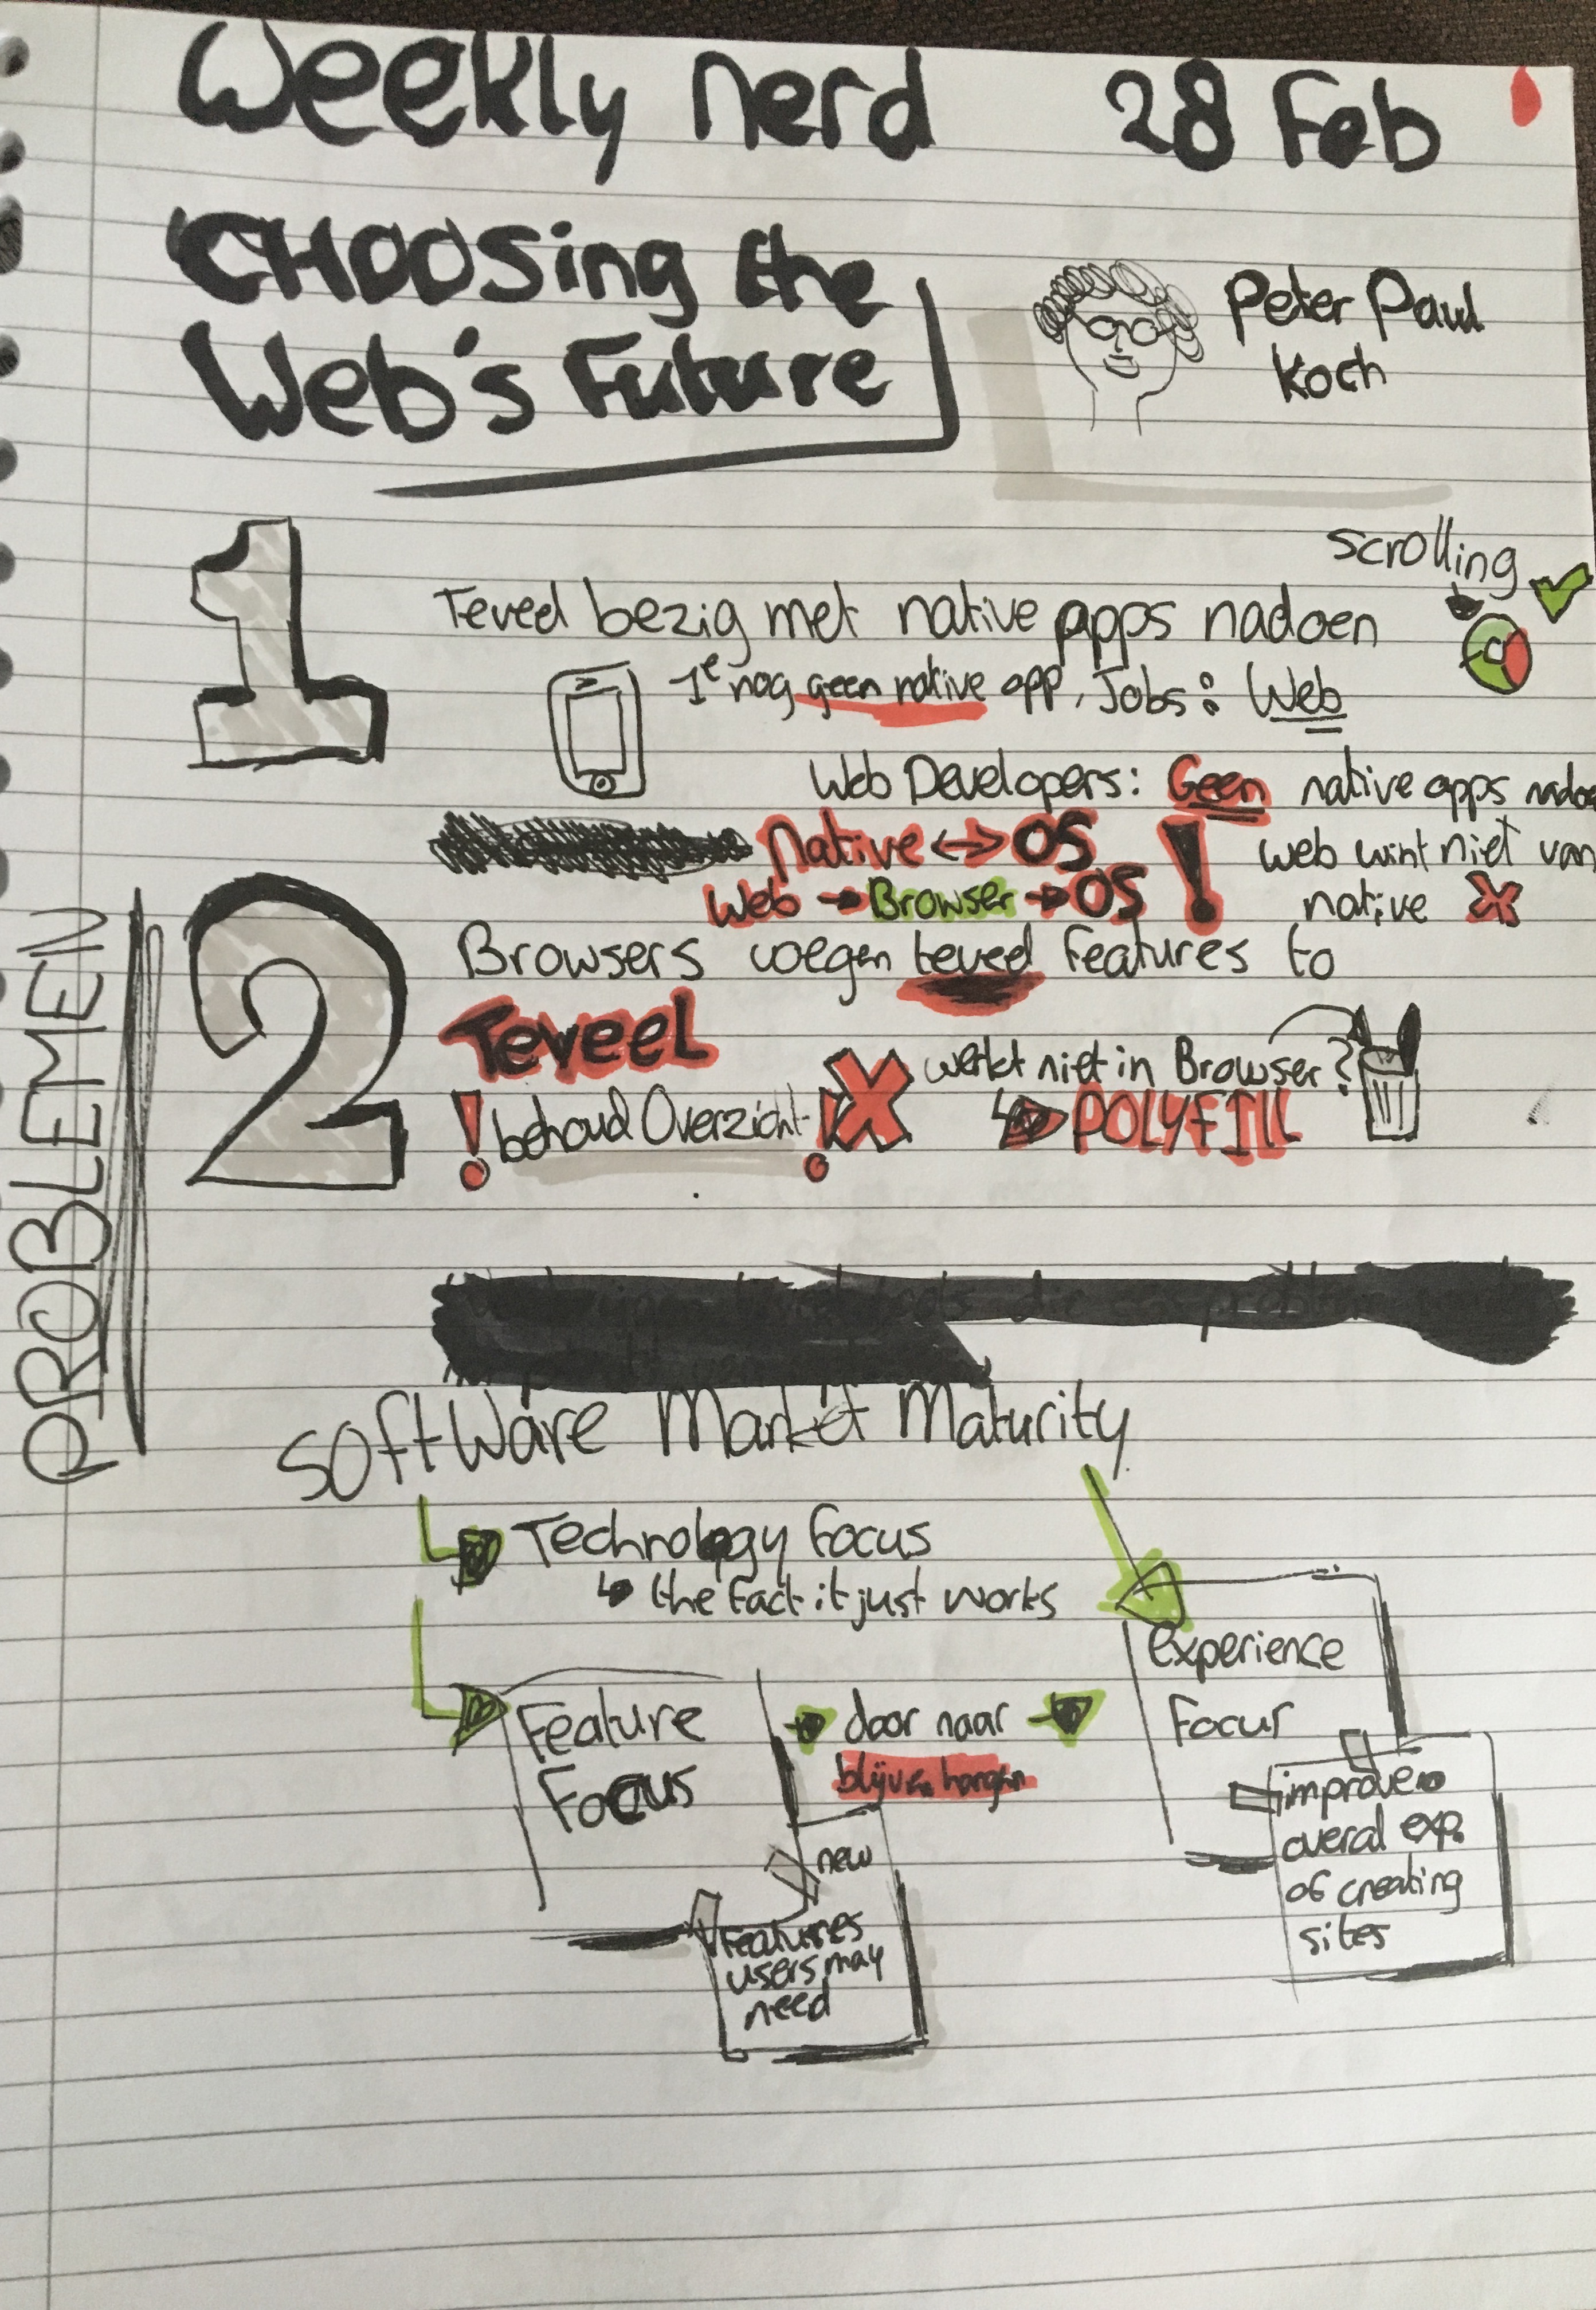 Weekly nerd 28 Feb
CHOOSing the
Web's Future
Peter Paul
Koch
PROBLEMEN
1
scrolling
Teveel bezig met native apps nadoen
1e nog geen native app, Jobs: Web
Web Developers: Geen native apps nadoe
Native ↔ OS ! web wint niet van
Web → Browser → OS native X
2
Browsers voegen teveel features to
Teveel
! behoud Overzicht ! X
werkt niet in Browser?
↳ POLYFILL
Software Market Maturity
Technology focus
↳ the fact it just works
Feature
Focus
→ door naar →
blijven hangen
experience
Focus
new
features
users may
need
improve
overal exp.
of creating
sites